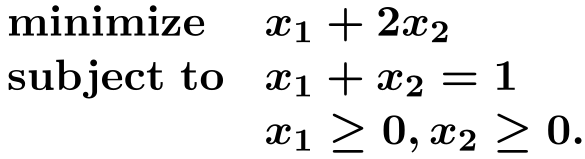 minimize x₁ + 2x₂
subject to x₁ + x₂ = 1
x₁ ≥ 0, x₂ ≥ 0.